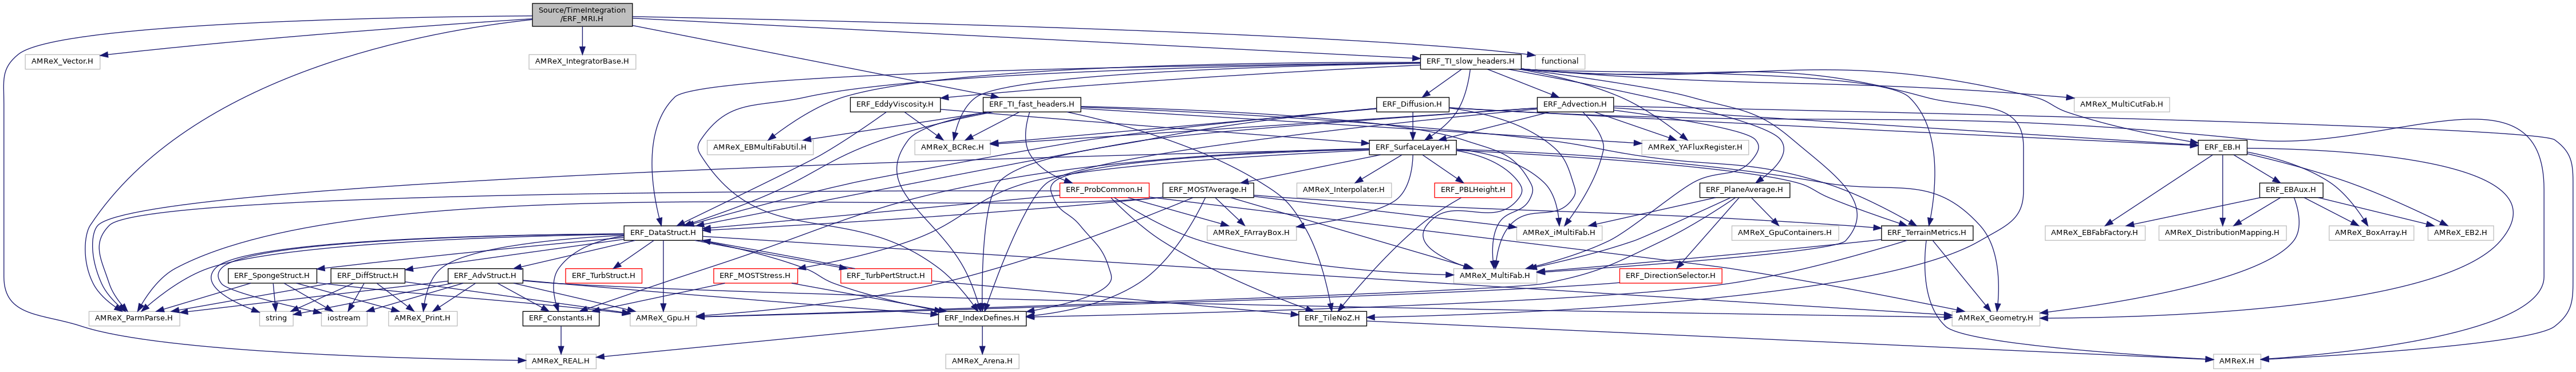 Source/TimeIntegration
/ERF_MRI.H
AMReX_Vector.H
AMReX_IntegratorBase.H
ERF_TI_slow_headers.H
functional
ERF_EddyViscosity.H
ERF_TI_fast_headers.H
ERF_Diffusion.H
ERF_Advection.H
AMReX_MultiCutFab.H
AMReX_EBMultiFabUtil.H
AMReX_BCRec.H
ERF_SurfaceLayer.H
AMReX_YAFluxRegister.H
ERF_EB.H
ERF_ProbCommon.H
ERF_MOSTAverage.H
AMReX_Interpolater.H
ERF_PBLHeight.H
ERF_PlaneAverage.H
ERF_EBAux.H
ERF_DataStruct.H
AMReX_FArrayBox.H
AMReX_iMultiFab.H
AMReX_GpuContainers.H
ERF_TerrainMetrics.H
AMReX_EBFabFactory.H
AMReX_DistributionMapping.H
AMReX_BoxArray.H
AMReX_EB2.H
ERF_SpongeStruct.H
ERF_DiffStruct.H
ERF_AdvStruct.H
ERF_TurbStruct.H
ERF_MOSTStress.H
ERF_TurbPertStruct.H
AMReX_MultiFab.H
ERF_DirectionSelector.H
AMReX_ParmParse.H
string
iostream
AMReX_Print.H
ERF_Constants.H
AMReX_Gpu.H
ERF_IndexDefines.H
ERF_TileNoZ.H
AMReX_Geometry.H
AMReX_REAL.H
AMReX_Arena.H
AMReX.H